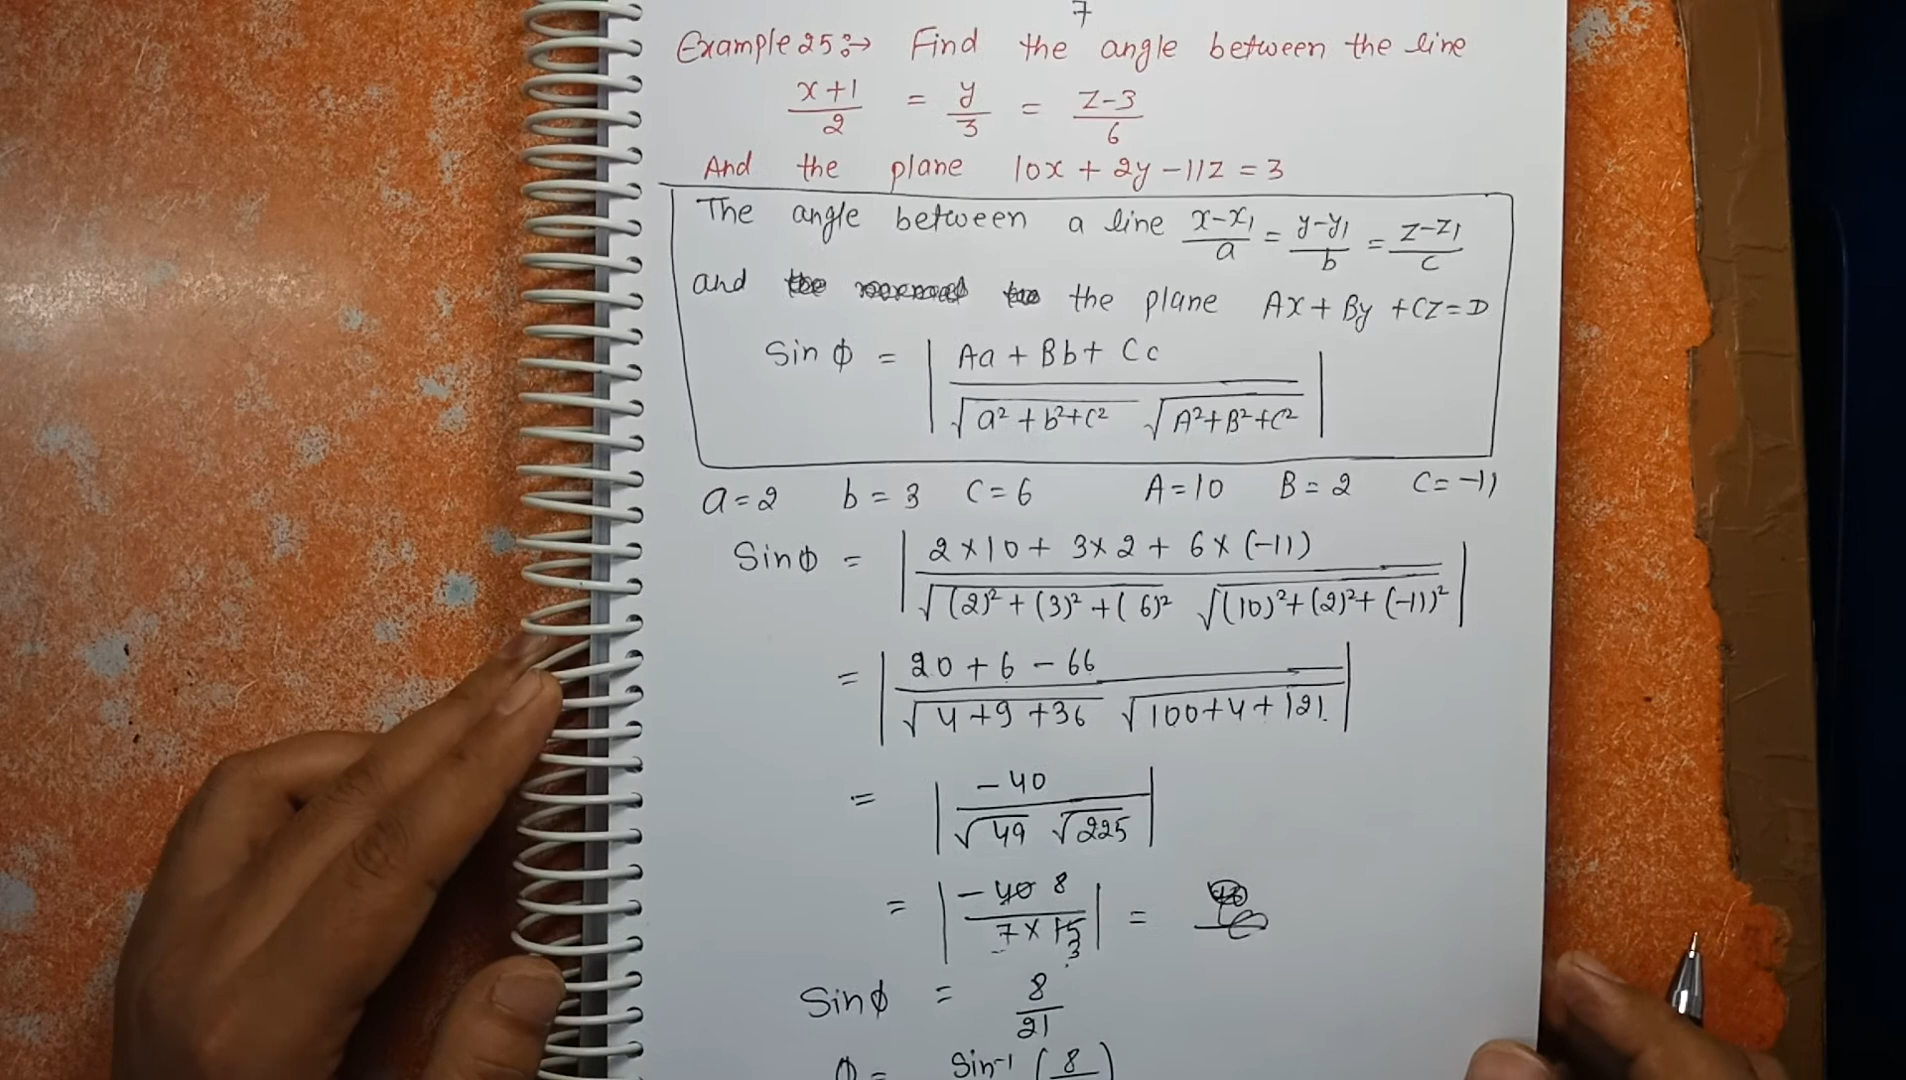 7
Example 25 :→ Find the angle between the line
x+1/2 = y/3 = z-3/6
And the plane 10x + 2y - 11z = 3
The angle between a line x-x₁/a = y-y₁/b = z-z₁/c
and the plane Ax + By + Cz = D
Sin ϕ = | Aa + Bb + Cc / √a² + b² + c² √A² + B² + C² |
a = 2 b = 3 c = 6 A = 10 B = 2 C = -11
Sin ϕ = | 2 × 10 + 3 × 2 + 6 × (-11) / √(2)² + (3)² + (6)² √(10)² + (2)² + (-11)² |
= | 20 + 6 - 66 / √4 + 9 + 36 √100 + 4 + 121 |
= | -40 / √49 √225 |
= | -40 8 / 7 × 15 3 | =
Sin ϕ = 8/21
ϕ = Sin⁻¹ ( 8 )